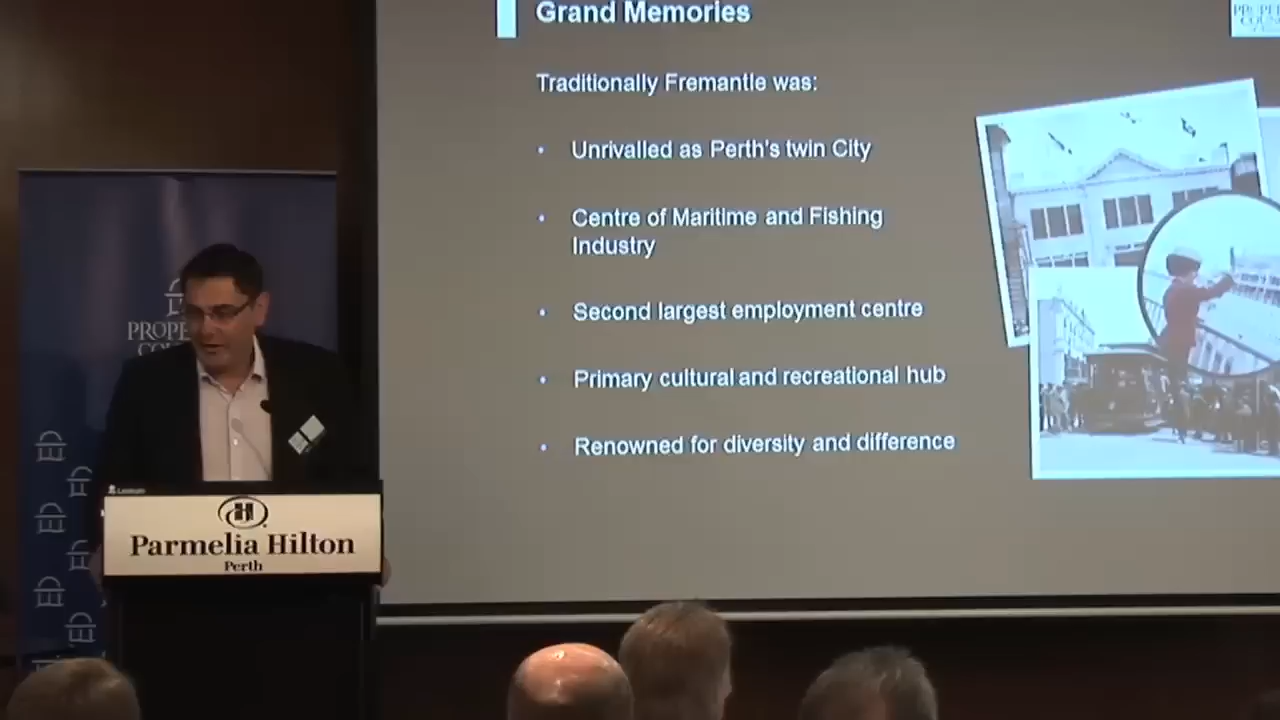 Grand Memories
Traditionally Fremantle was:
• Unrivalled as Perth's twin City
• Centre of Maritime and Fishing
Industry
• Second largest employment centre
• Primary cultural and recreational hub
• Renowned for diversity and difference
Parmelia Hilton
Perth